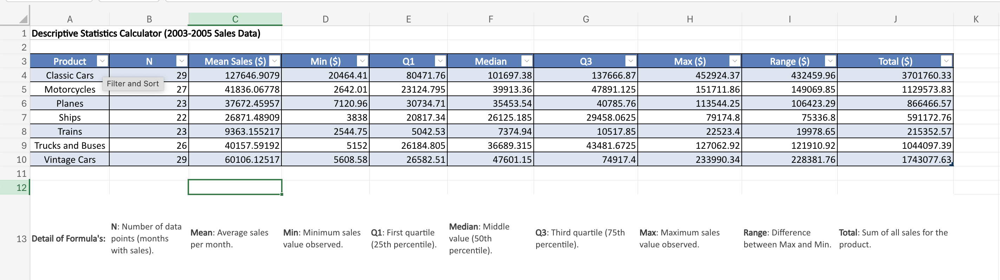 A B C D E F G H I J K
1 Descriptive Statistics Calculator (2003-2005 Sales Data)
2
3 Product N Mean Sales ($) Min ($) Q1 Median Q3 Max ($) Range ($) Total ($)
4 Classic Cars 29 127646.9079 20464.41 80471.76 101697.38 137666.87 452924.37 432459.96 3701760.33
Filter and Sort
5 Motorcycles 27 41836.06778 2642.01 23124.795 39913.36 47891.125 151711.86 149069.85 1129573.83
6 Planes 23 37672.45957 7120.96 30734.71 35453.54 40785.76 113544.25 106423.29 866466.57
7 Ships 22 26871.48909 3838 20817.34 26125.185 29458.0625 79174.8 75336.8 591172.76
8 Trains 23 9363.155217 2544.75 5042.53 7374.94 10517.85 22523.4 19978.65 215352.57
9 Trucks and Buses 26 40157.59192 5152 26184.805 36689.315 43481.6725 127062.92 121910.92 1044097.39
10 Vintage Cars 29 60106.12517 5608.58 26582.51 47601.15 74917.4 233990.34 228381.76 1743077.63
11
12
13 Detail of Formula's:
N: Number of data
points (months
with sales).
Mean: Average sales
per month.
Min: Minimum sales
value observed.
Q1: First quartile
(25th percentile).
Median: Middle
value (50th
percentile).
Q3: Third quartile (75th
percentile).
Max: Maximum sales
value observed.
Range: Difference
between Max and Min.
Total: Sum of all sales for the
product.